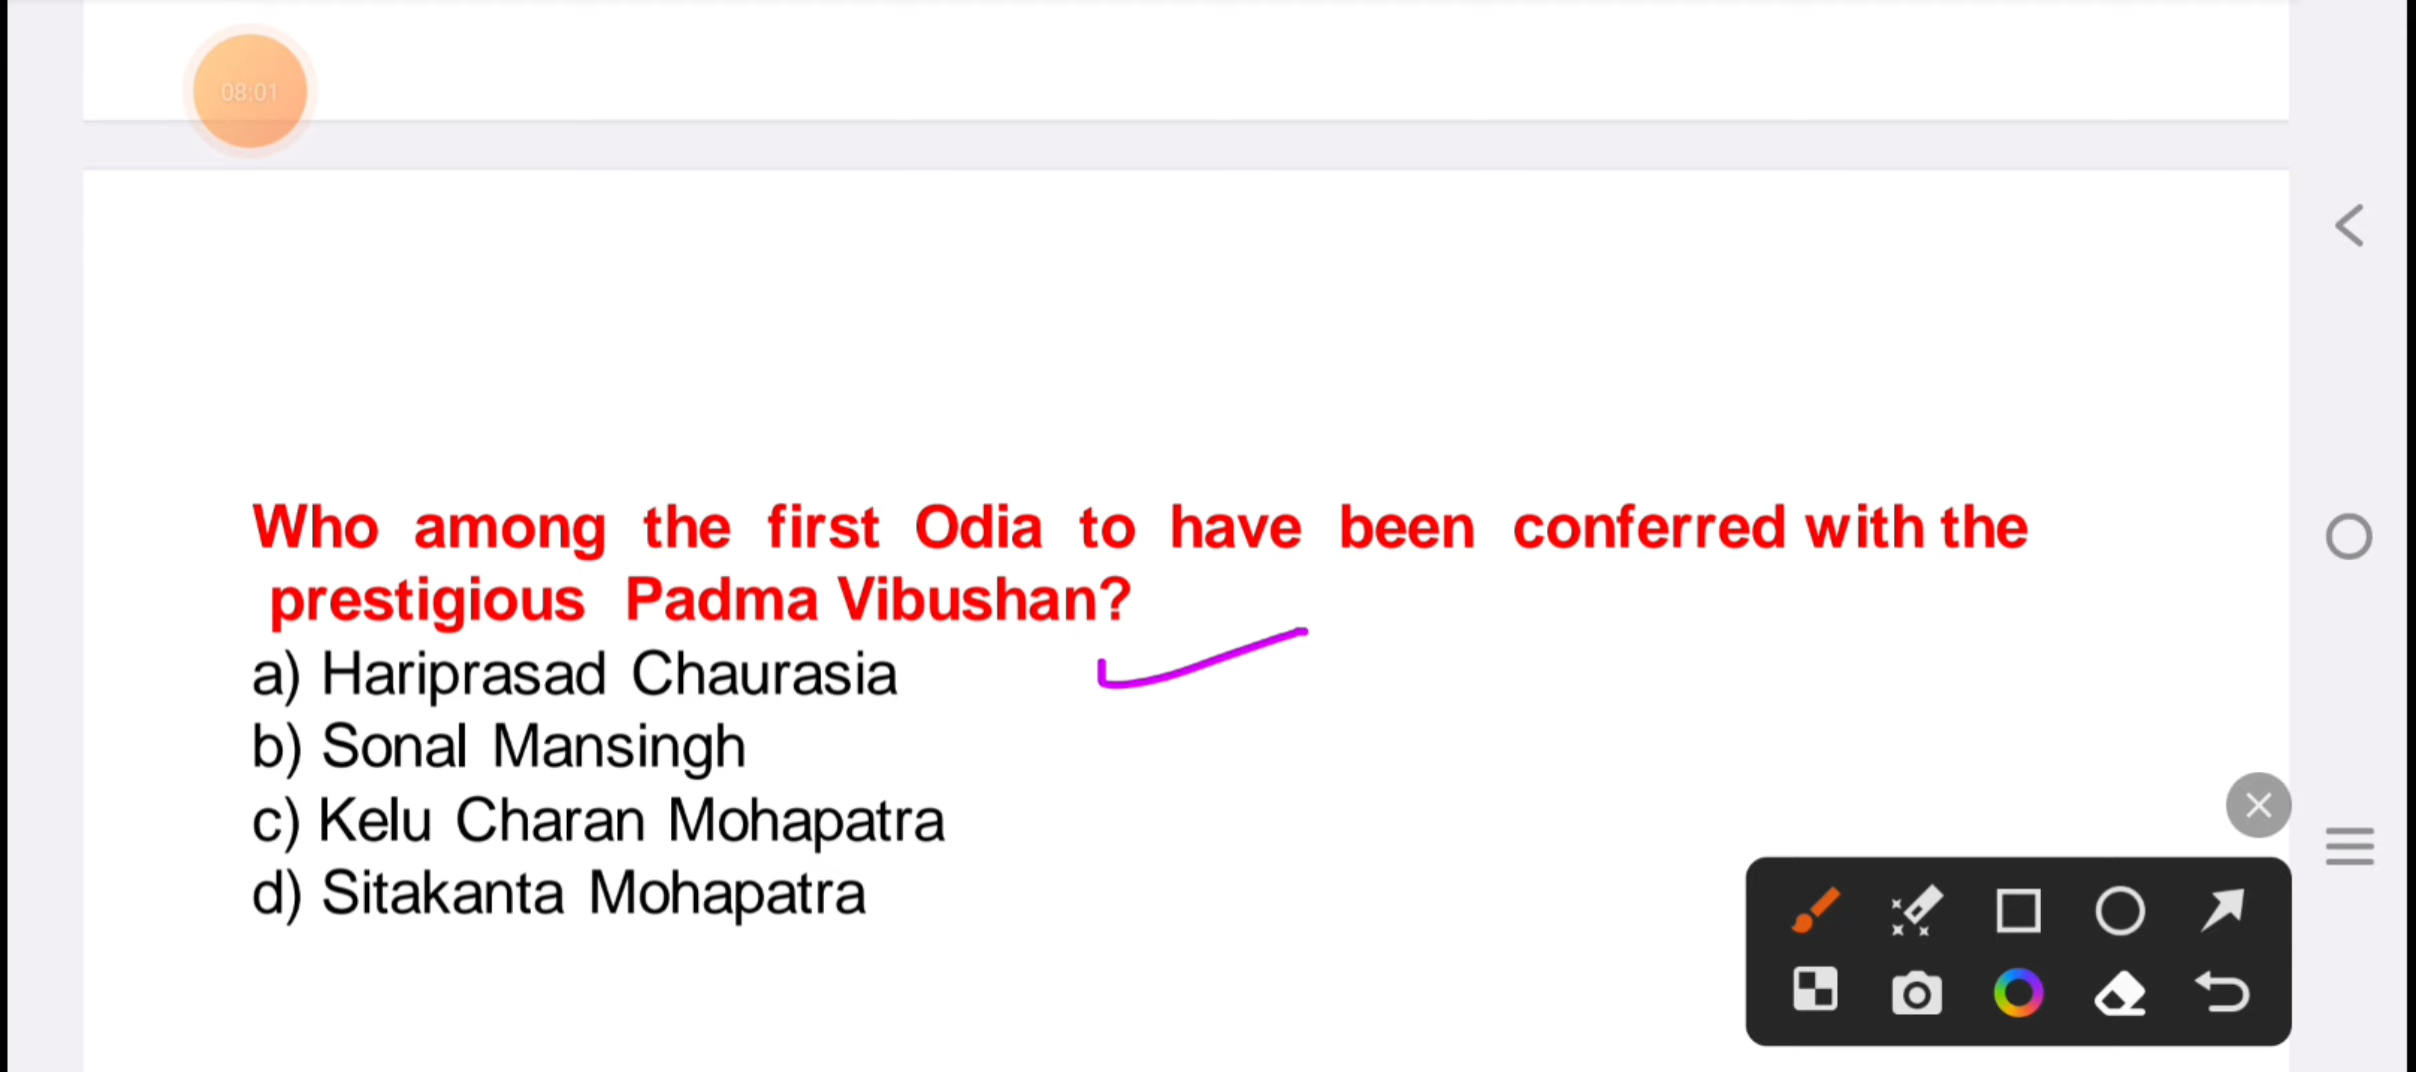 08:01
Who among the first Odia to have been conferred with the
prestigious Padma Vibushan?
a) Hariprasad Chaurasia
b) Sonal Mansingh
c) Kelu Charan Mohapatra
d) Sitakanta Mohapatra